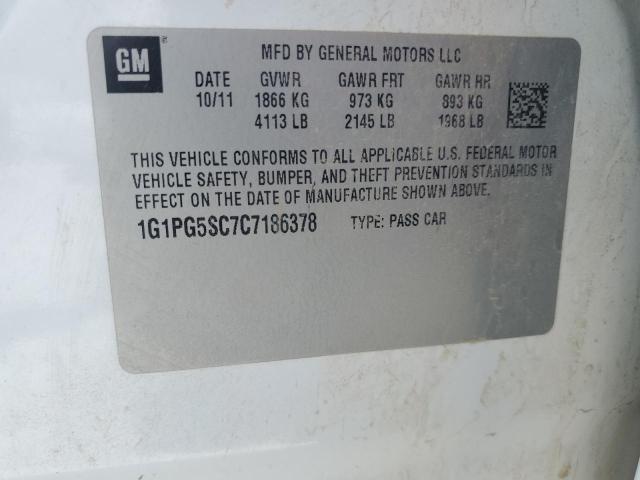 GM
MFD BY GENERAL MOTORS LLC
DATE GVWR GAWR FRT GAWR RR
10/11 1866 KG 973 KG 893 KG
4113 LB 2145 LB 1968 LB
THIS VEHICLE CONFORMS TO ALL APPLICABLE U.S. FEDERAL MOTOR
VEHICLE SAFETY, BUMPER, AND THEFT PREVENTION STANDARDS IN
EFFECT ON THE DATE OF MANUFACTURE SHOWN ABOVE.
1G1PG5SC7C7186378 TYPE: PASS CAR